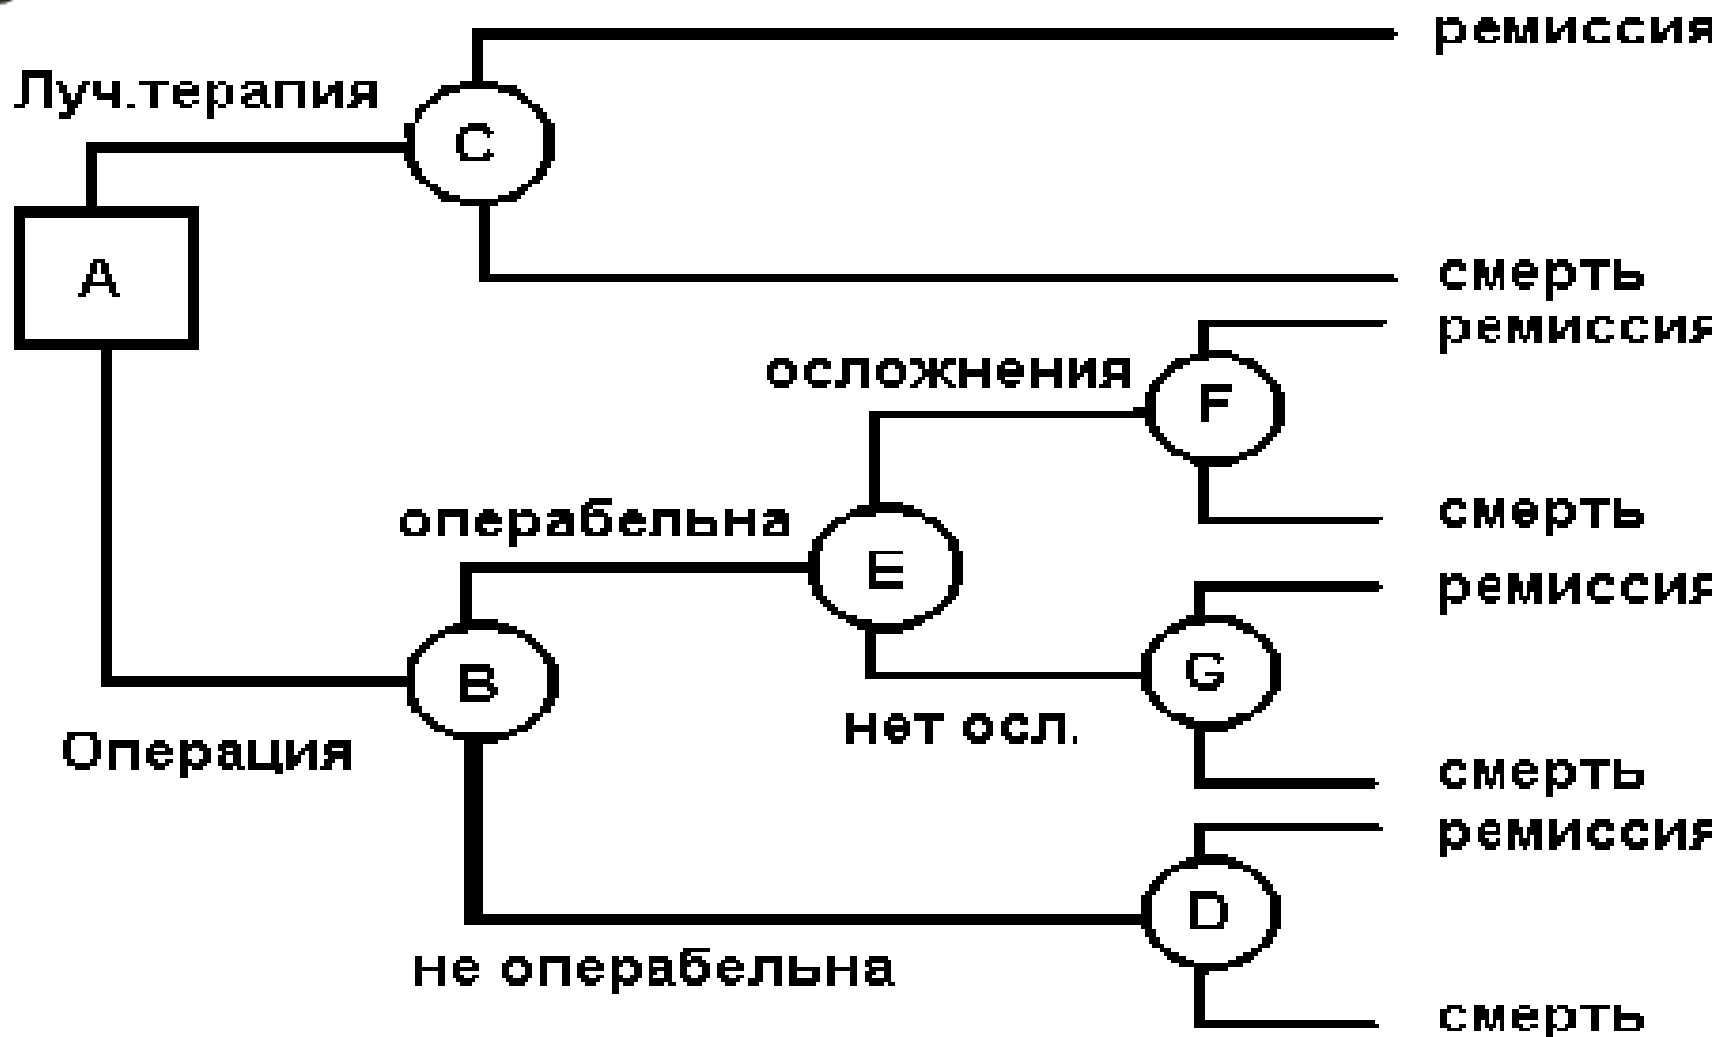 ремиссия
Луч.терапия
C
A
смерть
ремиссия
осложнения
F
операбельна
смерть
E
ремиссия
B
G
нет осл.
Операция
смерть
ремиссия
D
не операбельна
смерть